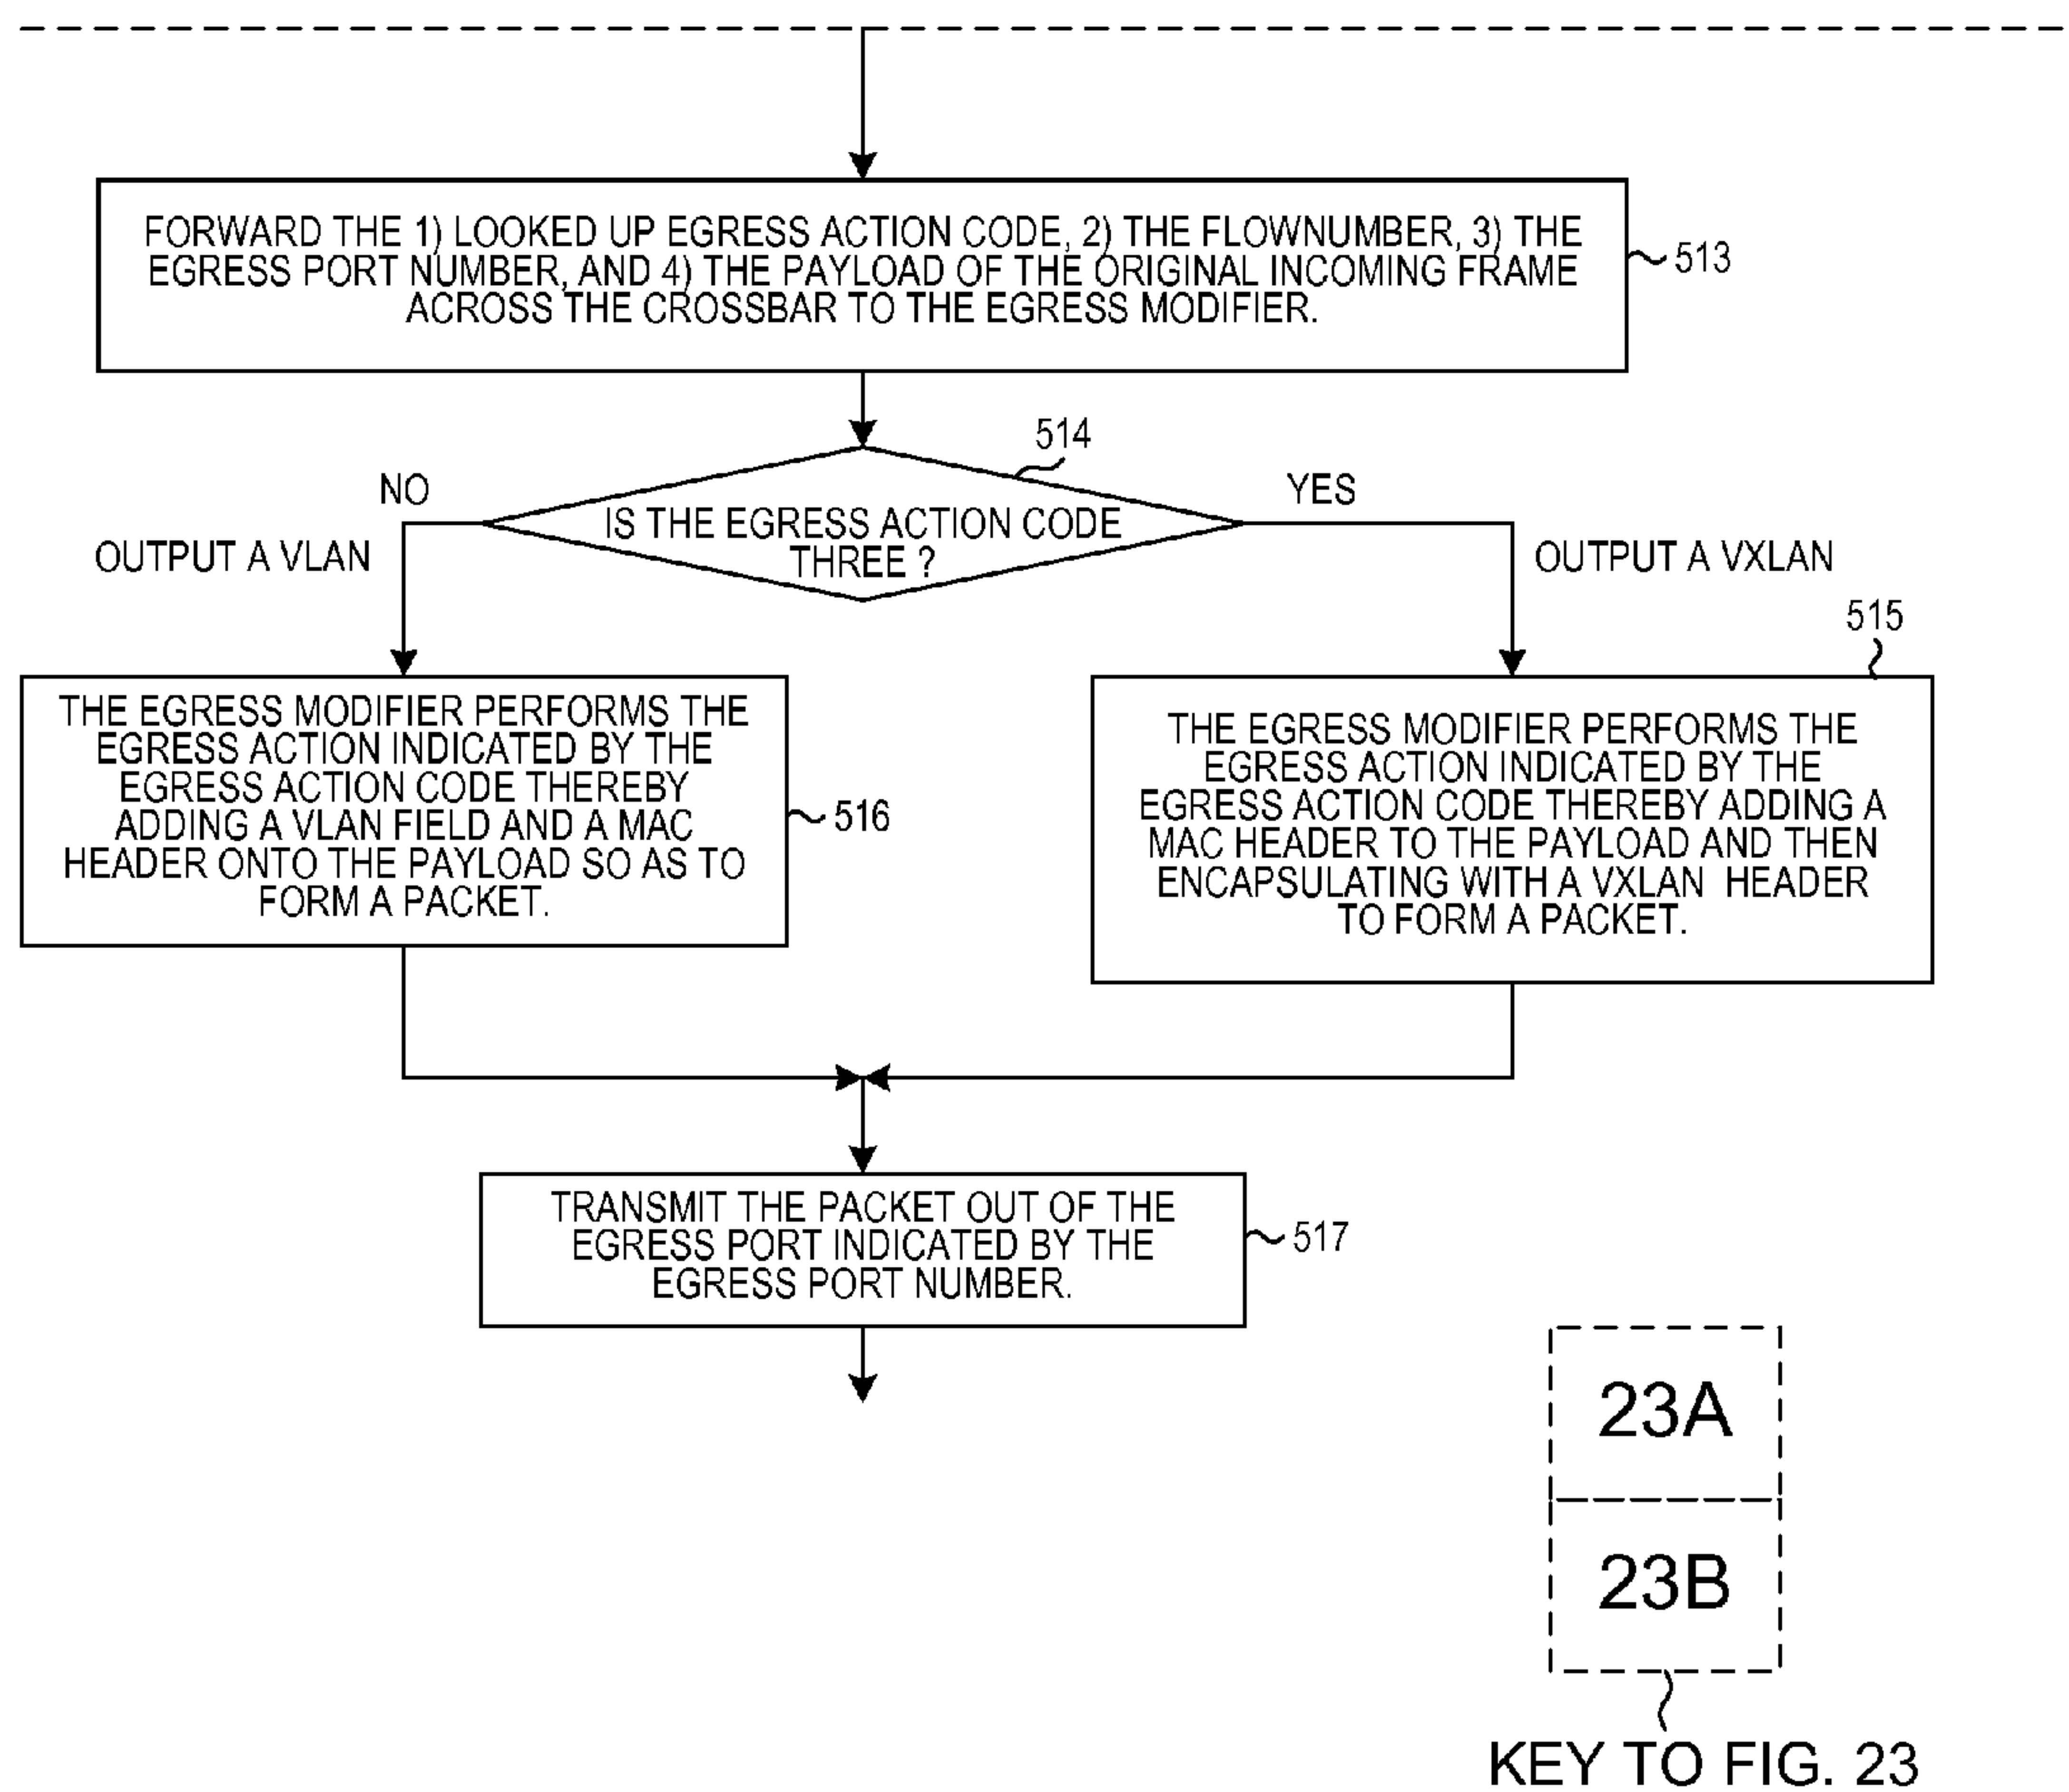 FORWARD THE 1) LOOKED UP EGRESS ACTION CODE, 2) THE FLOWNUMBER, 3) THE
EGRESS PORT NUMBER, AND 4) THE PAYLOAD OF THE ORIGINAL INCOMING FRAME
ACROSS THE CROSSBAR TO THE EGRESS MODIFIER.
513
514
NO
YES
IS THE EGRESS ACTION CODE
THREE ?
OUTPUT A VLAN
OUTPUT A VXLAN
515
THE EGRESS MODIFIER PERFORMS THE
EGRESS ACTION INDICATED BY THE
EGRESS ACTION CODE THEREBY
ADDING A VLAN FIELD AND A MAC
HEADER ONTO THE PAYLOAD SO AS TO
FORM A PACKET.
516
THE EGRESS MODIFIER PERFORMS THE
EGRESS ACTION INDICATED BY THE
EGRESS ACTION CODE THEREBY ADDING A
MAC HEADER TO THE PAYLOAD AND THEN
ENCAPSULATING WITH A VXLAN HEADER
TO FORM A PACKET.
TRANSMIT THE PACKET OUT OF THE
EGRESS PORT INDICATED BY THE
EGRESS PORT NUMBER.
517
23A
23B
KEY TO FIG. 23